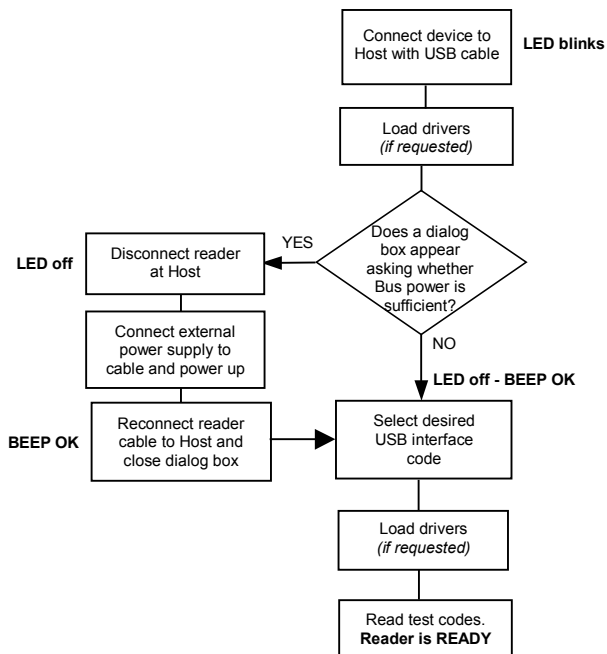 Connect device to
Host with USB cable
LED blinks
Load drivers
(if requested)
Does a dialog
box appear
asking whether
Bus power is
sufficient?
YES
Disconnect reader
at Host
LED off
Connect external
power supply to
cable and power up
NO
LED off - BEEP OK
BEEP OK
Reconnect reader
cable to Host and
close dialog box
Select desired
USB interface
code
Load drivers
(if requested)
Read test codes.
Reader is READY